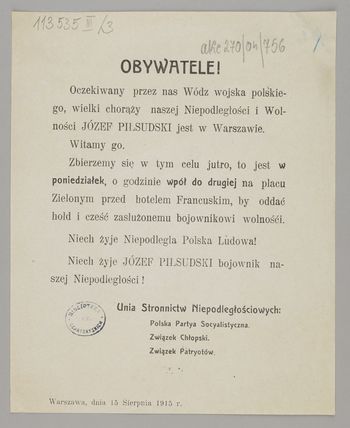 113535 III/3
akc 270/04/756
1
OBYWATELE!
Oczekiwany przez nas Wódz wojska polskie-
go, wielki chorąży naszej Niepodległości i Wol-
ności JÓZEF PIŁSUDSKI jest w Warszawie.
Witamy go.
Zbierzemy się w tym celu jutro, to jest w
poniedziałek, o godzinie wpół do drugiej na placu
Zielonym przed hotelem Francuskim, by oddać
hołd i cześć zasłużonemu bojownikowi wolności.
Niech żyje Niepodległa Polska Ludowa!
Niech żyje JÓZEF PIŁSUDSKI bojownik na-
szej Niepodległości!
Unia Stronnictw Niepodległościowych:
Polska Partya Socyalistyczna.
Związek Chłopski.
Związek Patryotów.
BIBLIOTEKA
Warszawa, dnia 15 Sierpnia 1915 r.